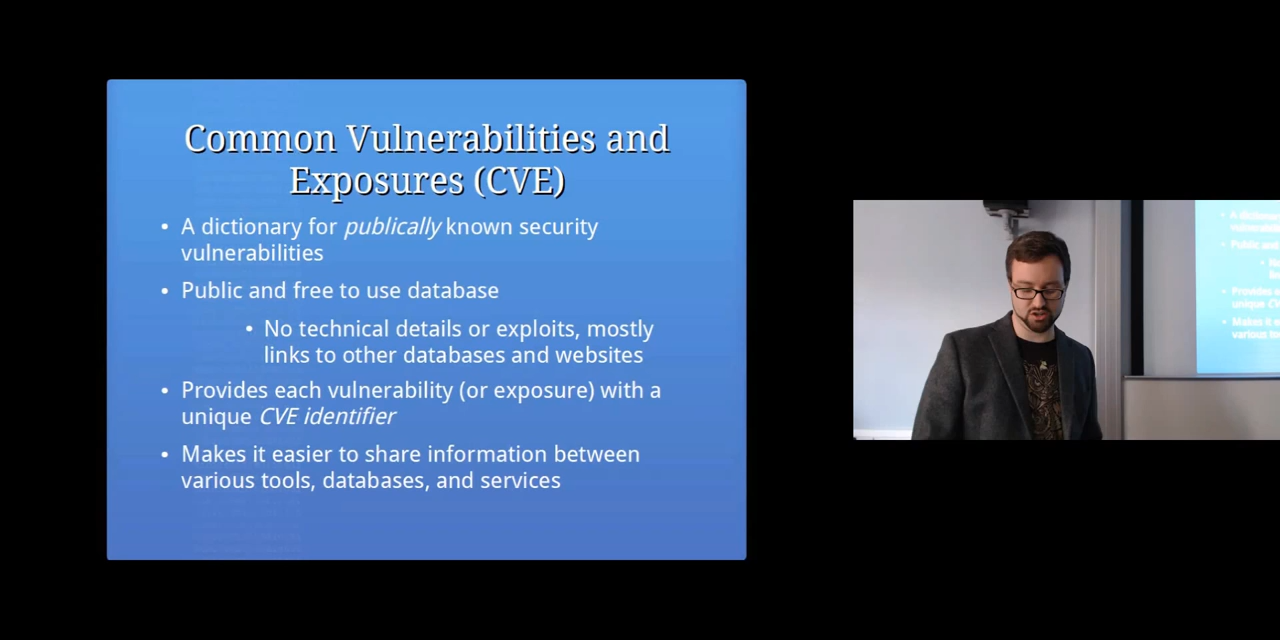 Common Vulnerabilities and
Exposures (CVE)
• A dictionary for publically known security
vulnerabilities
• Public and free to use database
• No technical details or exploits, mostly
links to other databases and websites
• Provides each vulnerability (or exposure) with a
unique CVE identifier
• Makes it easier to share information between
various tools, databases, and services